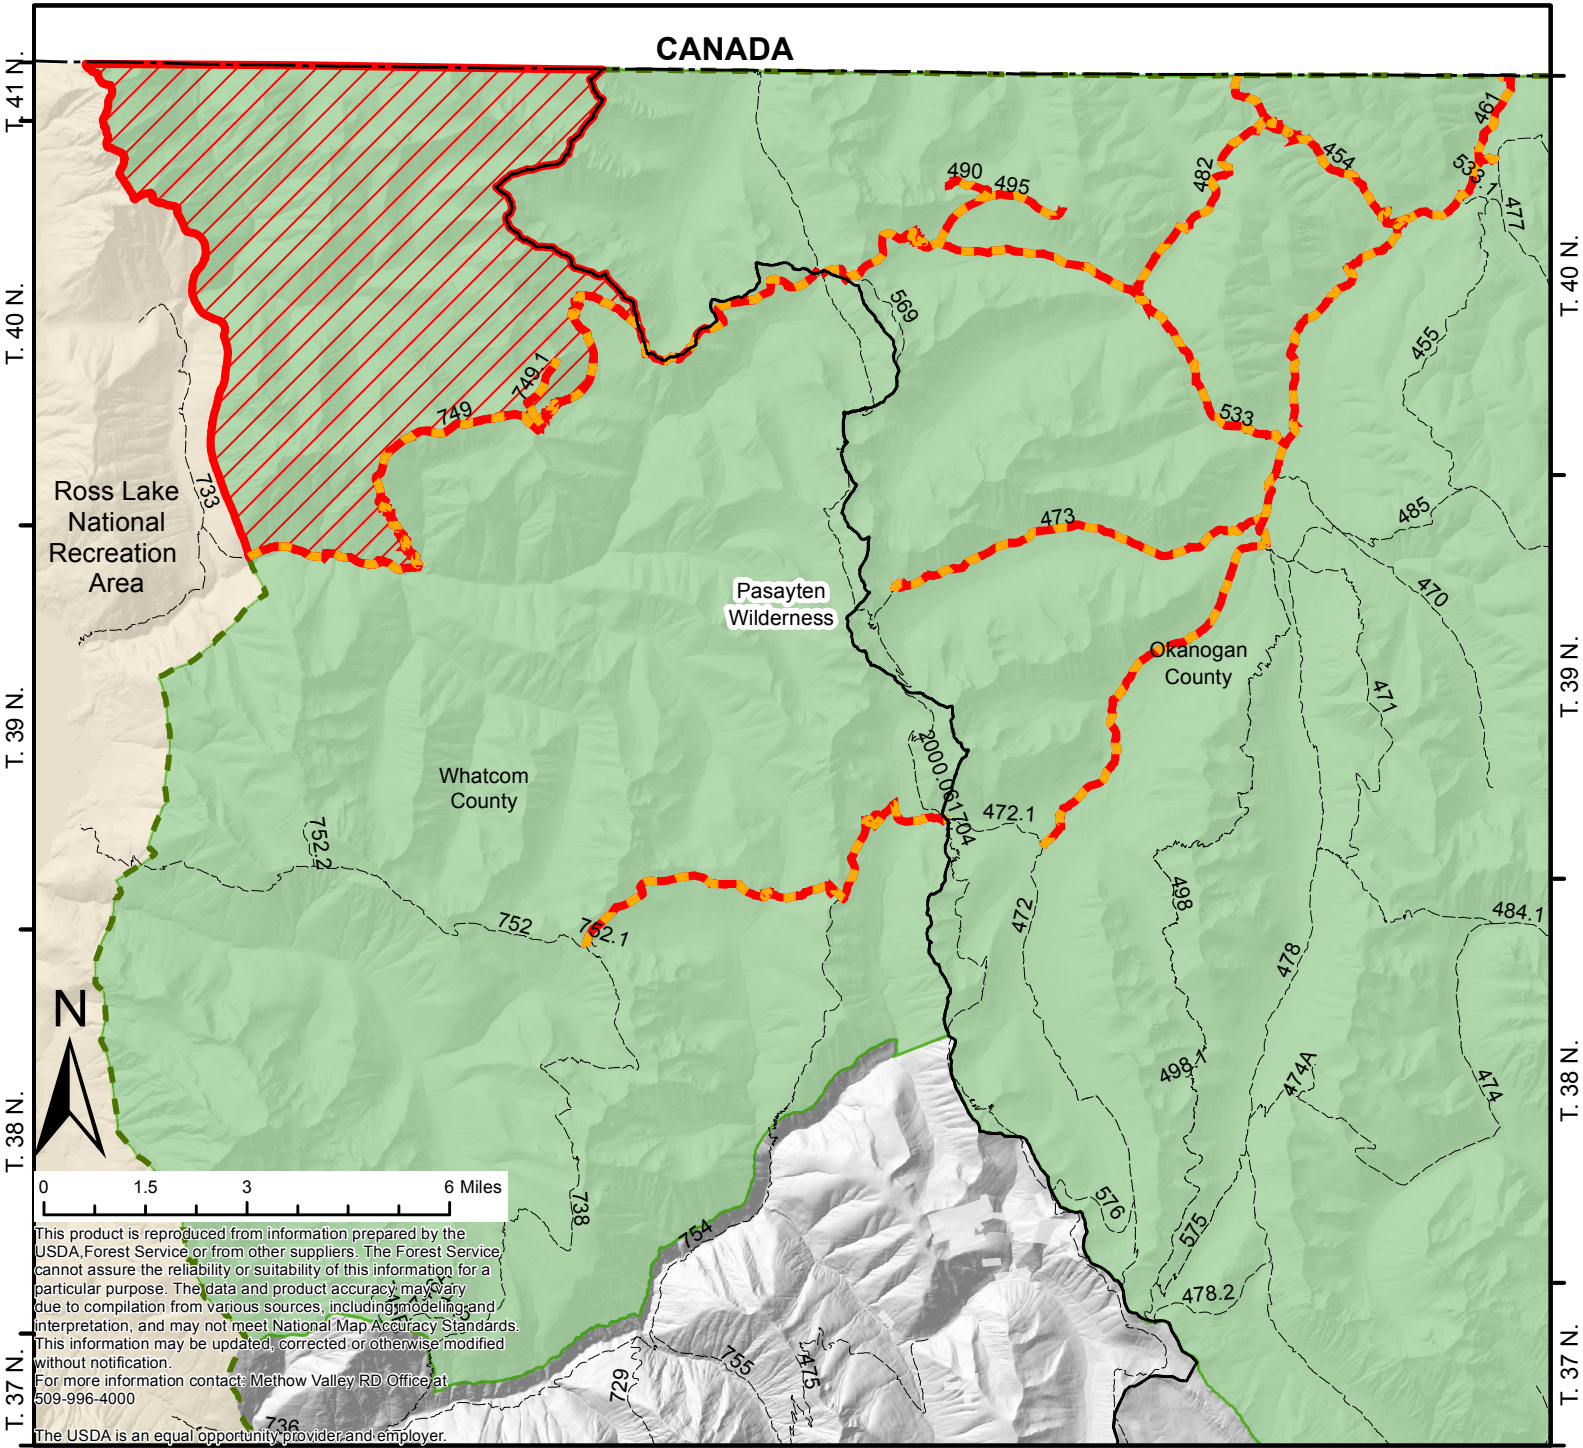 CANADA
T. 41 N.
461
454
482
533.1
490
495
477
T. 40 N.
T. 40 N.
569
455
749.1
749
533
Ross Lake
National
Recreation
Area
733
485
473
Pasayten
Wilderness
470
Okanogan
County
T. 39 N.
T. 39 N.
471
2000.061704
Whatcom
County
472.1
752.2
498
472
484.1
752
752.1
478
N
498.1
474A
474
T. 38 N.
T. 38 N.
0 1.5 3 6 Miles
738
576
575
754
478.2
This product is reproduced from information prepared by the
USDA,Forest Service or from other suppliers. The Forest Service
cannot assure the reliability or suitability of this information for a
particular purpose. The data and product accuracy may vary
due to compilation from various sources, including modeling and
interpretation, and may not meet National Map Accuracy Standards.
This information may be updated, corrected or otherwise modified
without notification.
For more information contact: Methow Valley RD Office at
509-996-4000
The USDA is an equal opportunity provider and employer.
755
475
729
736
T. 37 N.
T. 37 N.